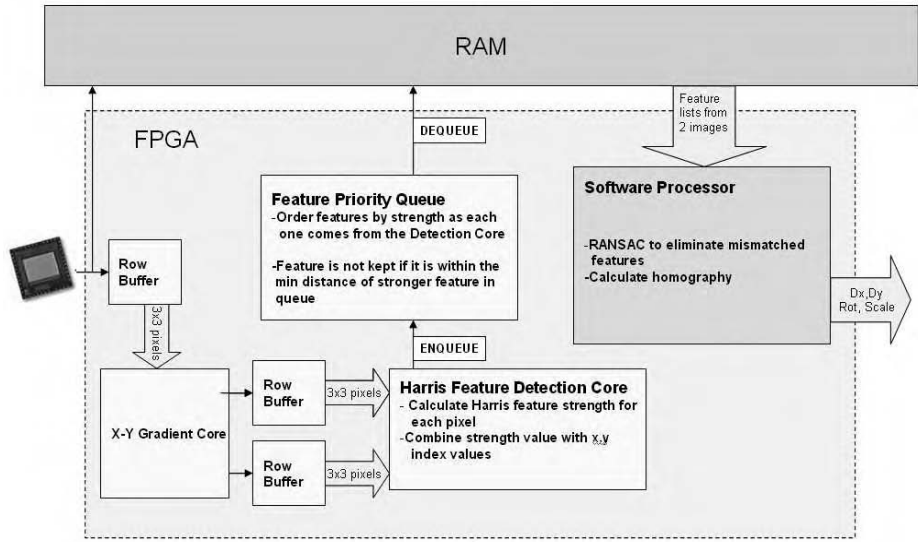 RAM
FPGA
DEQUEUE
Feature
lists from
2 images
Feature Priority Queue
-Order features by strength as each
one comes from the Detection Core
-Feature is not kept if it is within the
min distance of stronger feature in
queue
Software Processor
-RANSAC to eliminate mismatched
features
-Calculate homography
Row
Buffer
Dx,Dy
Rot, Scale
3x3 pixels
ENQUEUE
X-Y Gradient Core
Row
Buffer
3x3 pixels
Harris Feature Detection Core
- Calculate Harris feature strength for
each pixel
-Combine strength value with x,y
index values
Row
Buffer
3x3 pixels